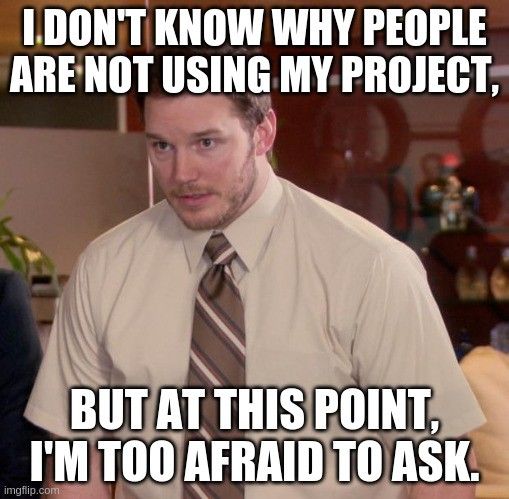 I DON'T KNOW WHY PEOPLE
ARE NOT USING MY PROJECT,
BUT AT THIS POINT,
I'M TOO AFRAID TO ASK.
imgflip.com